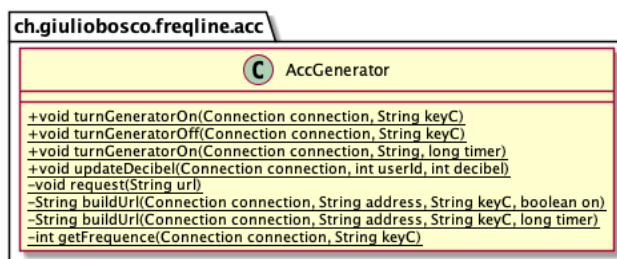 ch.giuliobosco.freqline.acc
C AccGenerator
+void turnGeneratorOn(Connection connection, String keyC)
+void turnGeneratorOff(Connection connection, String keyC)
+void turnGeneratorOn(Connection connection, String, long timer)
+void updateDecibel(Connection connection, int userId, int decibel)
-void request(String url)
-String buildUrl(Connection connection, String address, String keyC, boolean on)
-String buildUrl(Connection connection, String address, String keyC, long timer)
-int getFrequence(Connection connection, String keyC)